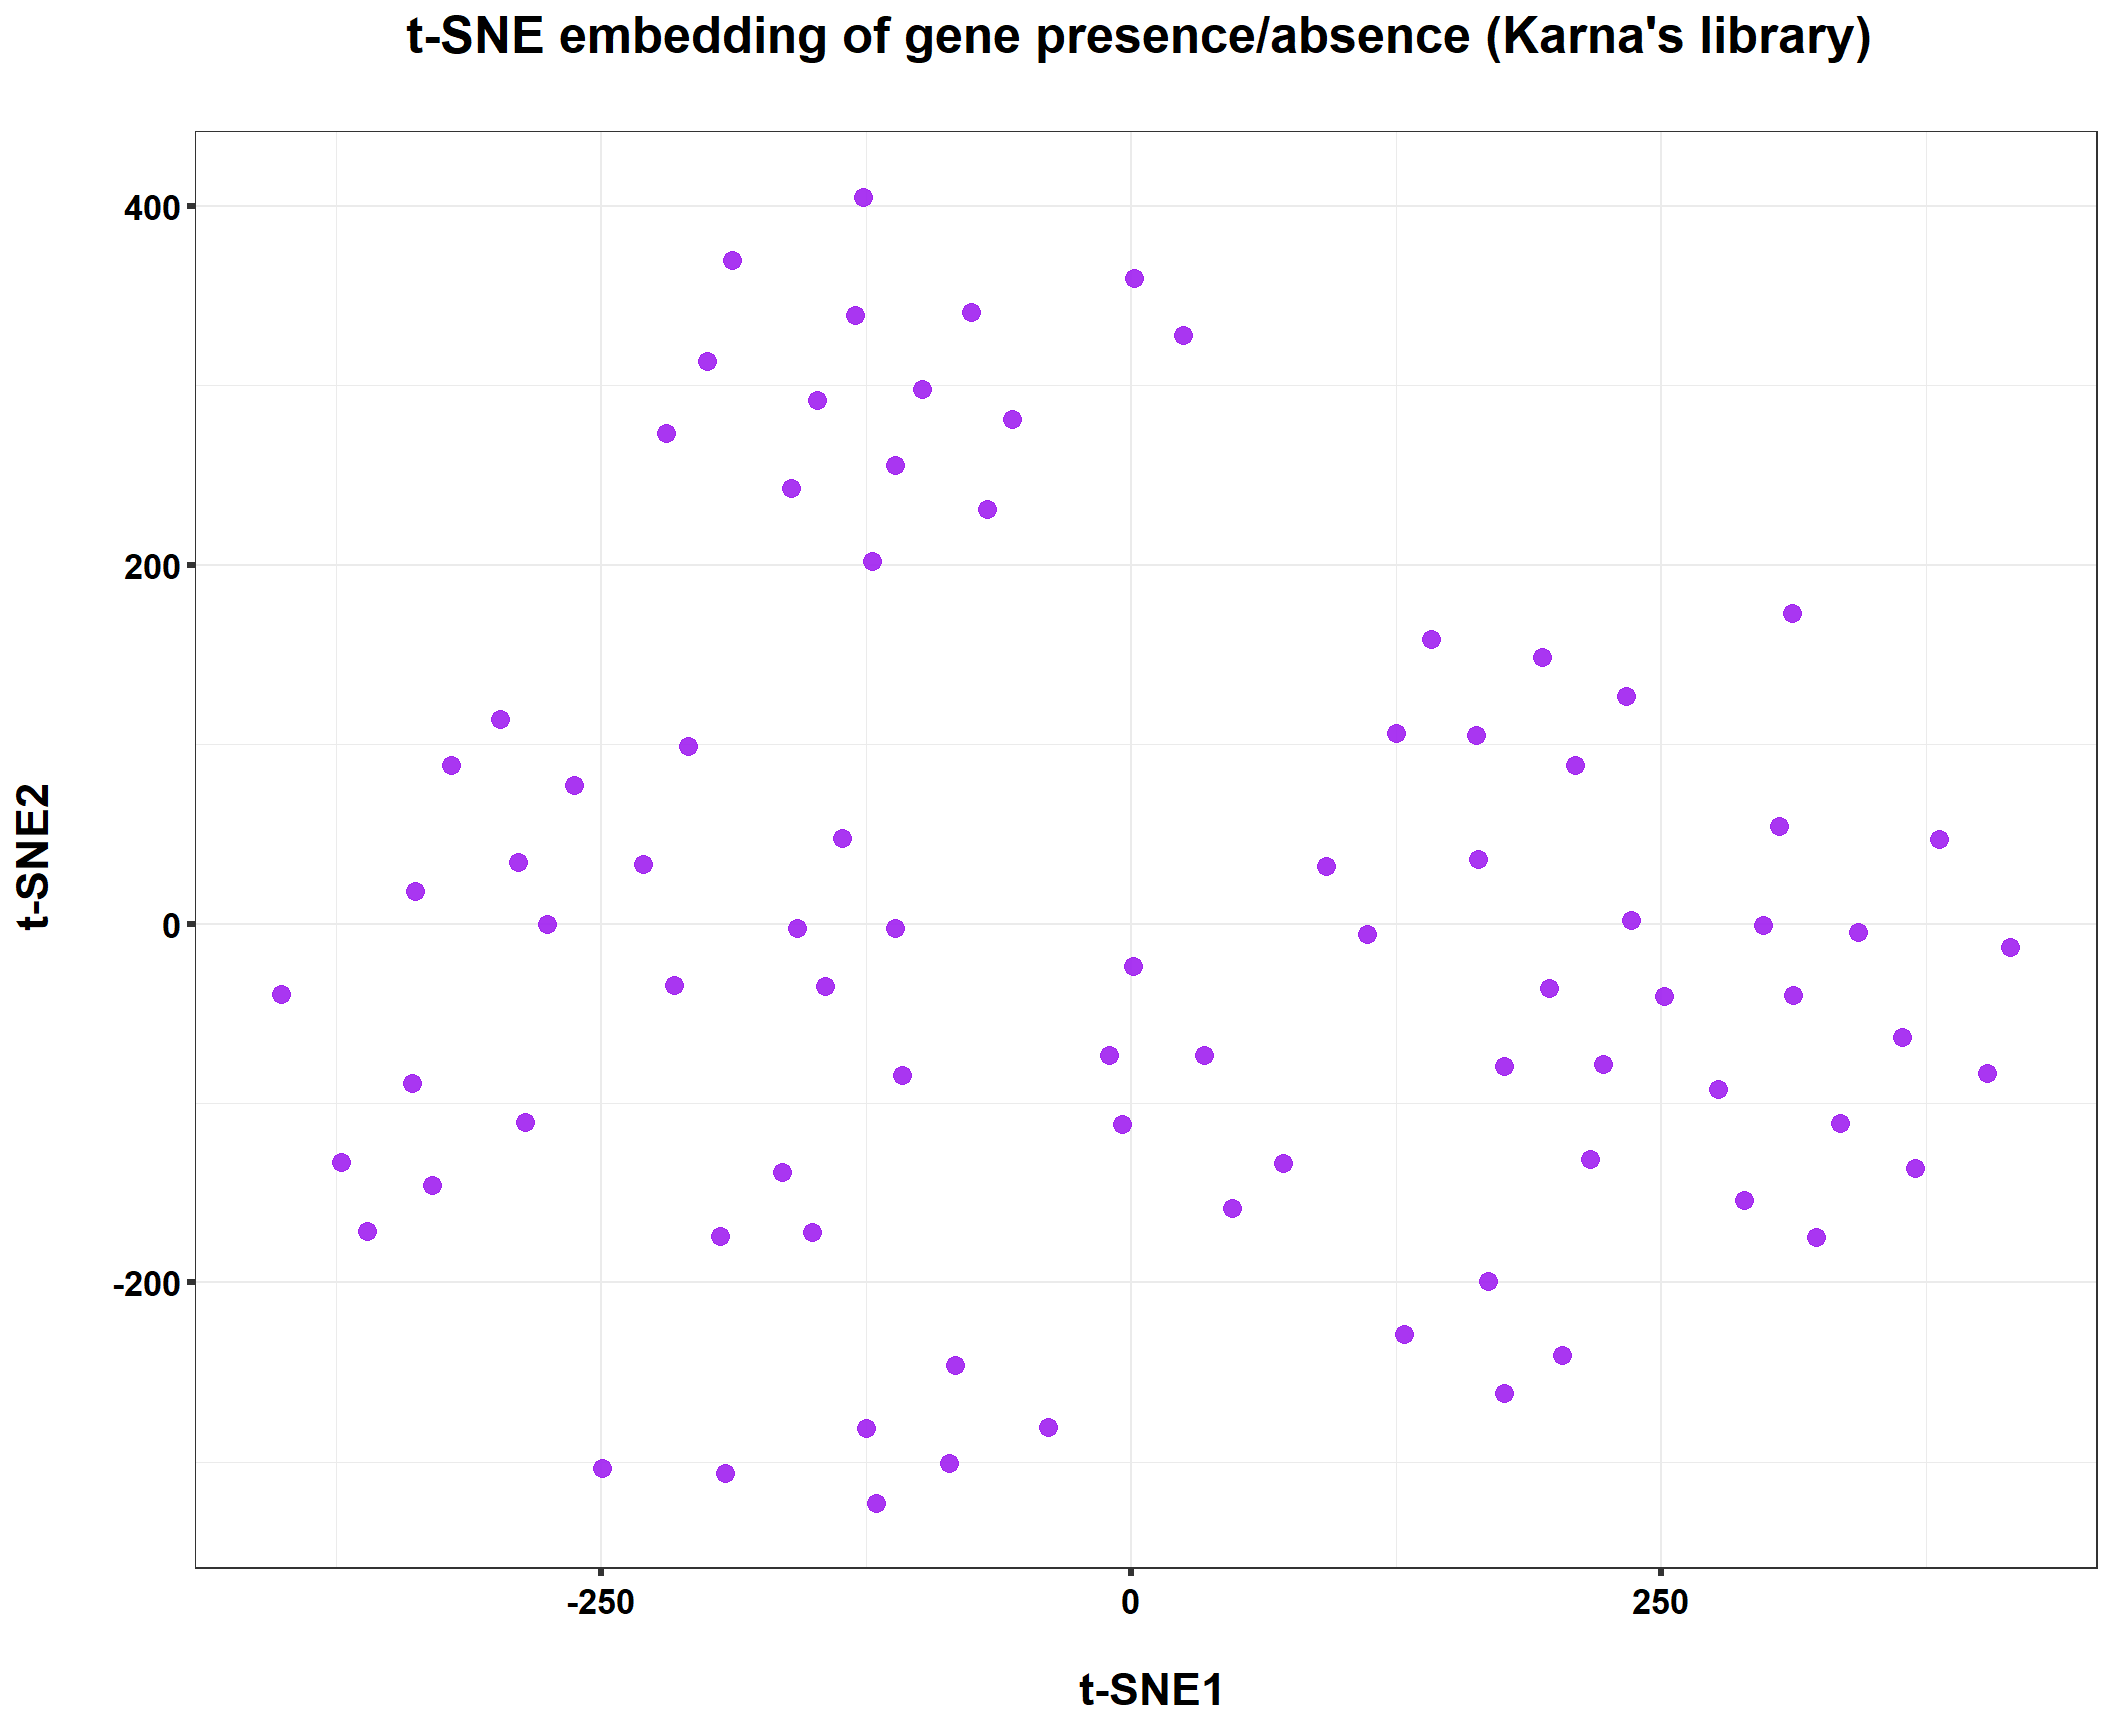 t-SNE embedding of gene presence/absence (Karna's library)
400
200
0
-200
t-SNE2
-250 0 250
t-SNE1